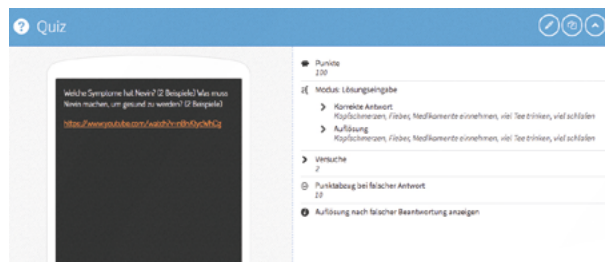 Quiz
Welche Symptome hat Nevin? (2 Beispiele) Was muss
Nevin machen, um gesund zu werden? (2 Beispiele)
Punkte
100
Modus: Lösungseingabe
Korrekte Antwort
Kopfschmerzen, Fieber, Medikamente einnehmen, viel Tee trinken, viel schlafen
Auflösung
Kopfschmerzen, Fieber, Medikamente einnehmen, viel Tee trinken, viel schlafen
Versuche
2
Punktabzug bei falscher Antwort
10
Auflösung nach falscher Beantwortung anzeigen